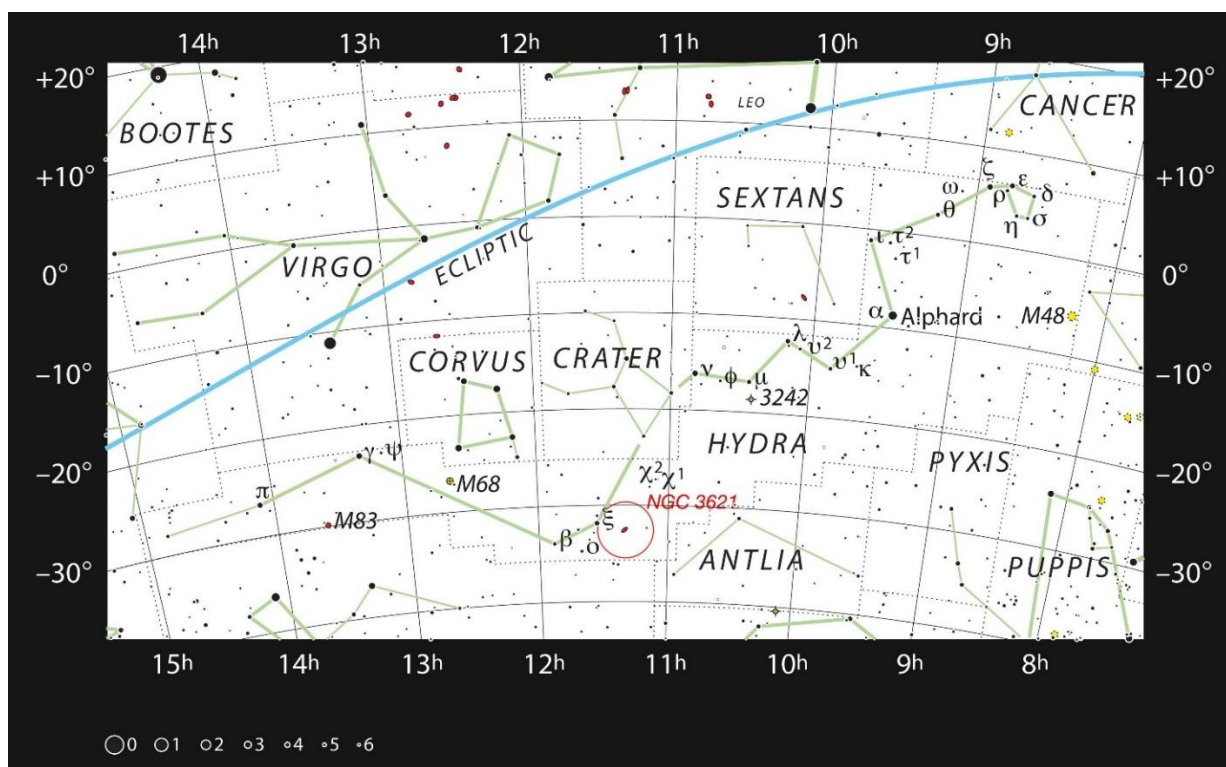 14h 13h 12h 11h 10h 9h
+20° +20°
CANCER
LEO
BOOTES
+10° +10°
ζ ε
ω ρ δ
SEXTANS
θ η σ
ι τ²
τ¹
VIRGO ECLIPTIC
0° 0°
α Alphard M48
λ υ²
CORVUS CRATER
υ¹ κ
ν φ μ
-10° -10°
3242
HYDRA
PYXIS
γ ψ
χ² χ¹
-20° -20°
M68
π
NGC 3621
M83
ξ
β ο
ANTLIA
PUPPIS
-30° -30°
15h 14h 13h 12h 11h 10h 9h 8h
0 1 2 3 4 5 6